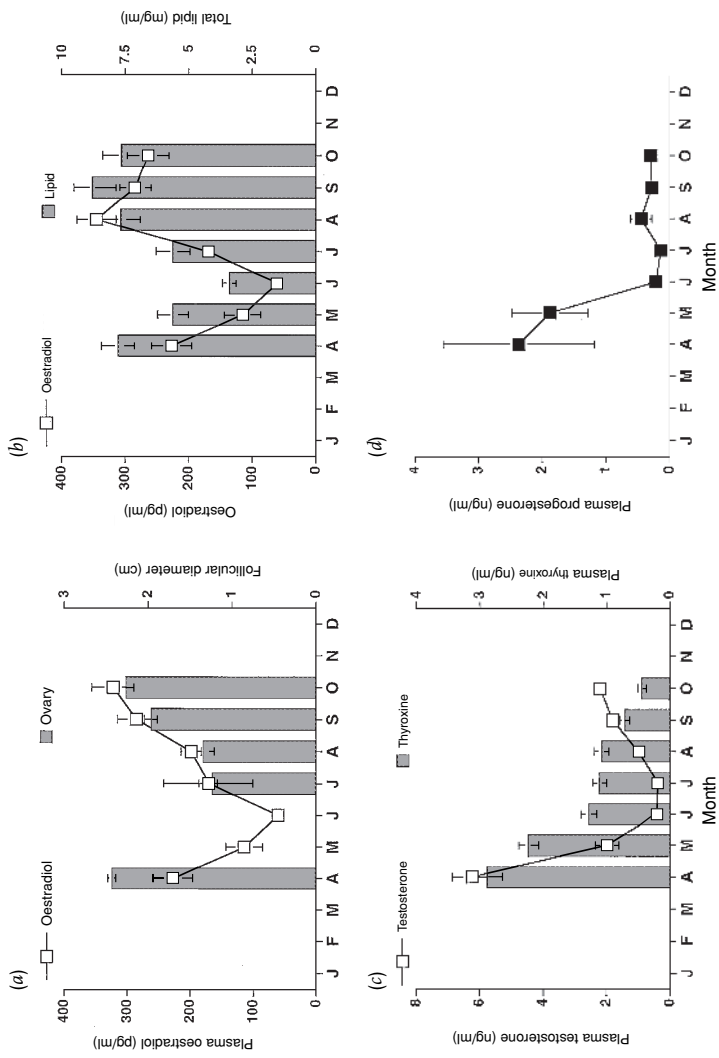 (a)
Oestradiol
Ovary
Plasma oestradiol (pg/ml)
400
300
200
100
0
Follicular diameter (cm)
3
2
1
0
J F M A M J J A S O N D
(b)
Oestradiol
Lipid
Oestradiol (pg/ml)
400
300
200
100
0
Total lipid (mg/ml)
10
7.5
5
2.5
0
J F M A M J J A S O N D
(c)
Testosterone
Thyroxine
Plasma testosterone (ng/ml)
8
6
4
2
0
Plasma thyroxine (ng/ml)
4
3
2
1
0
J F M A M J J A S O N D
Month
(d)
Plasma progesterone (ng/ml)
4
3
2
1
0
J F M A M J J A S O N D
Month